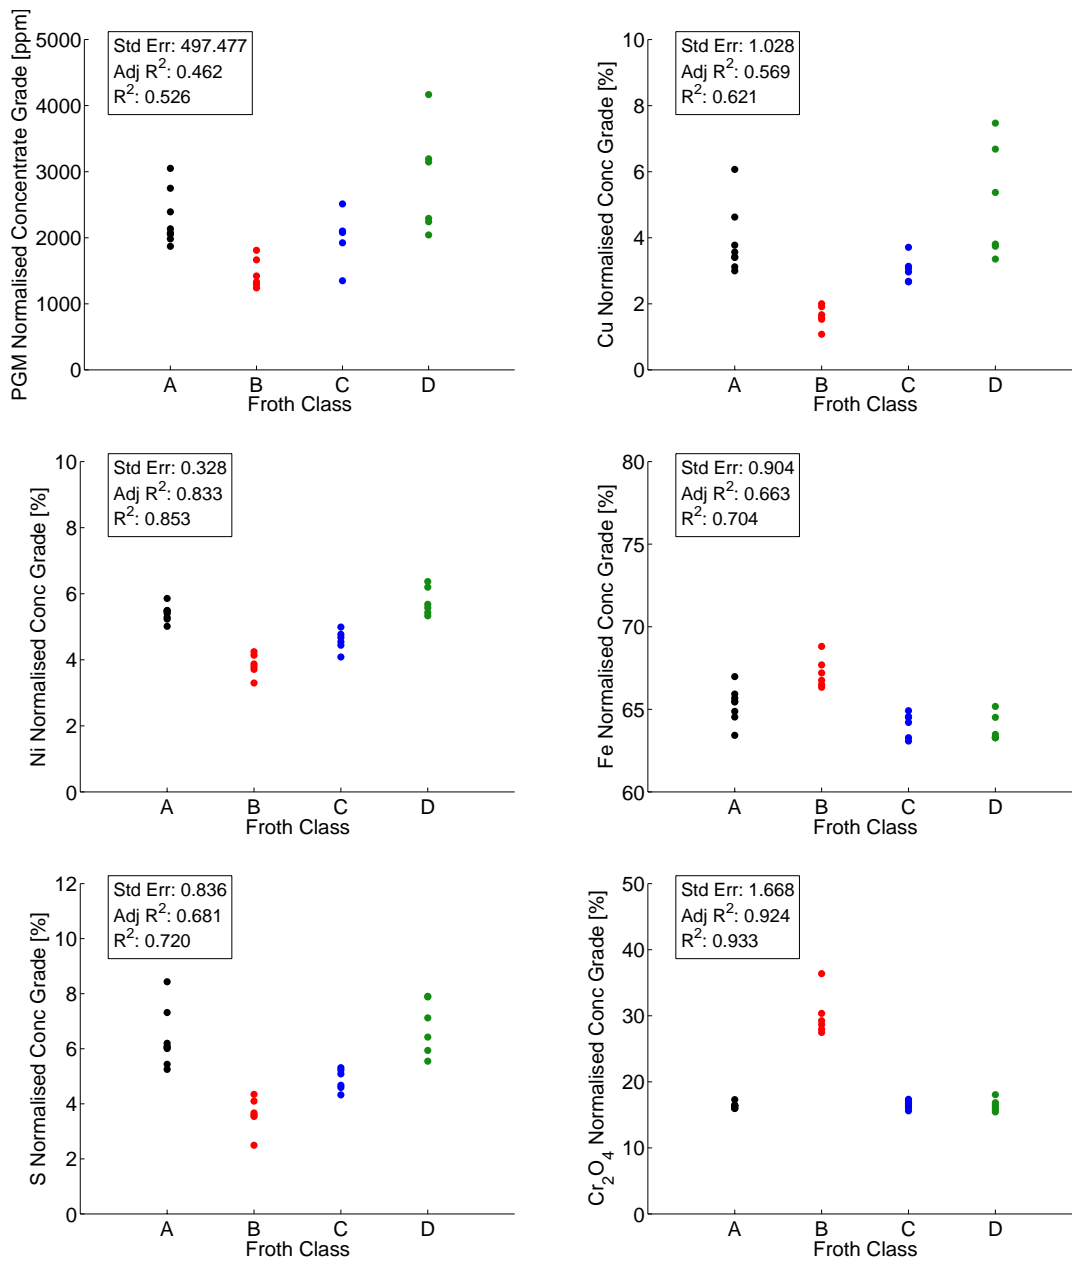 PGM Normalised Concentrate Grade [ppm]
5000
4000
3000
2000
1000
0
Std Err: 497.477
Adj R²: 0.462
R²: 0.526
A B C D
Froth Class
Cu Normalised Conc Grade [%]
10
8
6
4
2
0
Std Err: 1.028
Adj R²: 0.569
R²: 0.621
A B C D
Froth Class
Ni Normalised Conc Grade [%]
10
8
6
4
2
0
Std Err: 0.328
Adj R²: 0.833
R²: 0.853
A B C D
Froth Class
Fe Normalised Conc Grade [%]
80
75
70
65
60
Std Err: 0.904
Adj R²: 0.663
R²: 0.704
A B C D
Froth Class
S Normalised Conc Grade [%]
12
10
8
6
4
2
0
Std Err: 0.836
Adj R²: 0.681
R²: 0.720
A B C D
Froth Class
Cr₂O₄ Normalised Conc Grade [%]
50
40
30
20
10
0
Std Err: 1.668
Adj R²: 0.924
R²: 0.933
A B C D
Froth Class